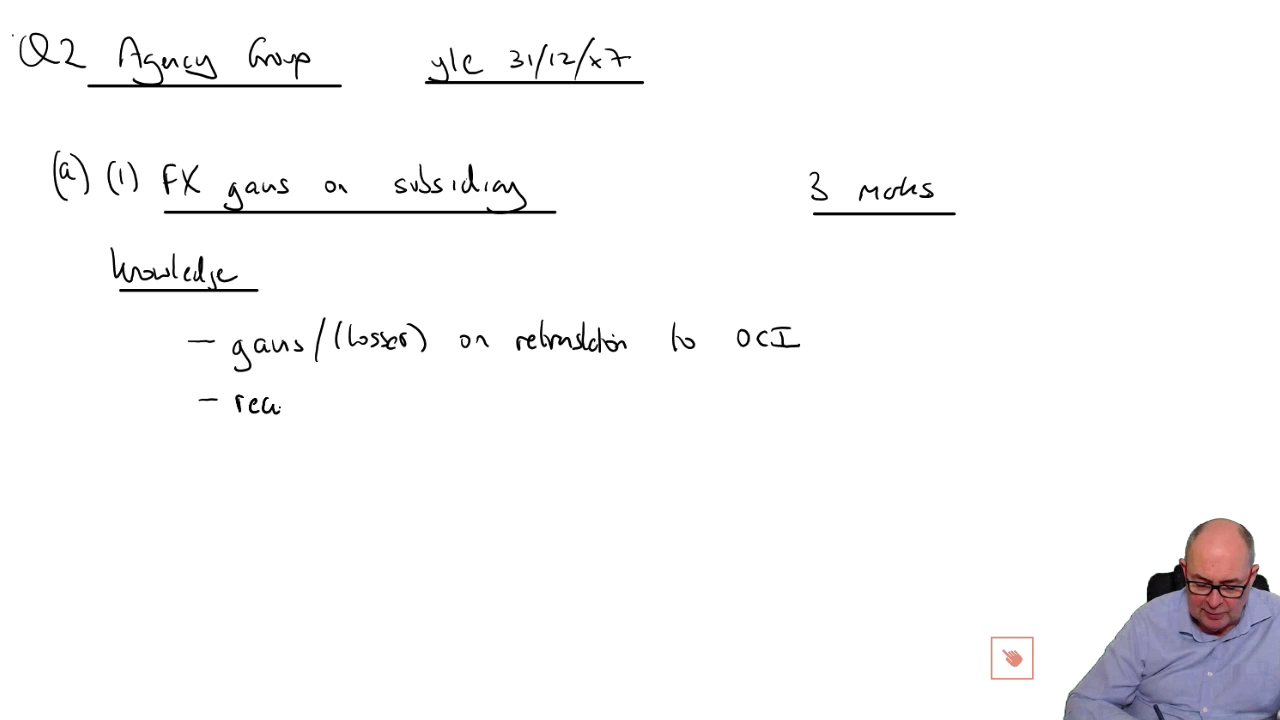 Q2 Agency Group y/e 31/12/x7
(a) (1) FX gains on subsidiary 3 marks
knowledge
- gains/(losses) on retranslation to OCI
- rec